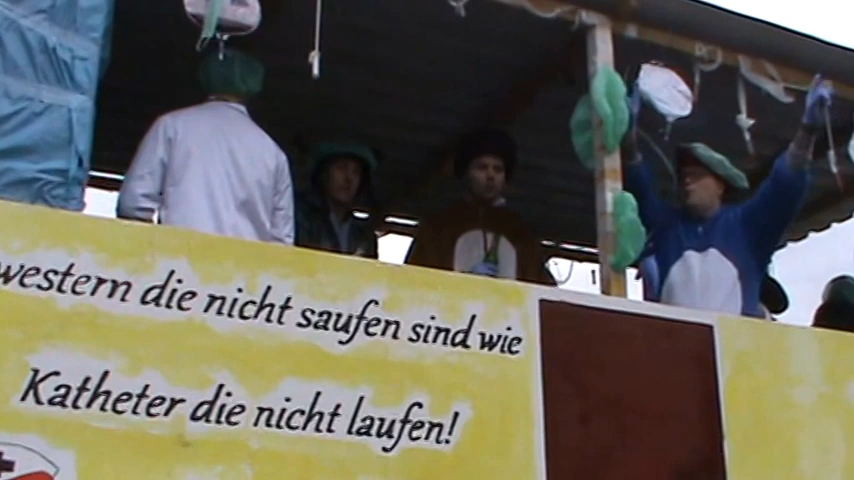 western die nicht saufen sind wie
Katheter die nicht laufen!